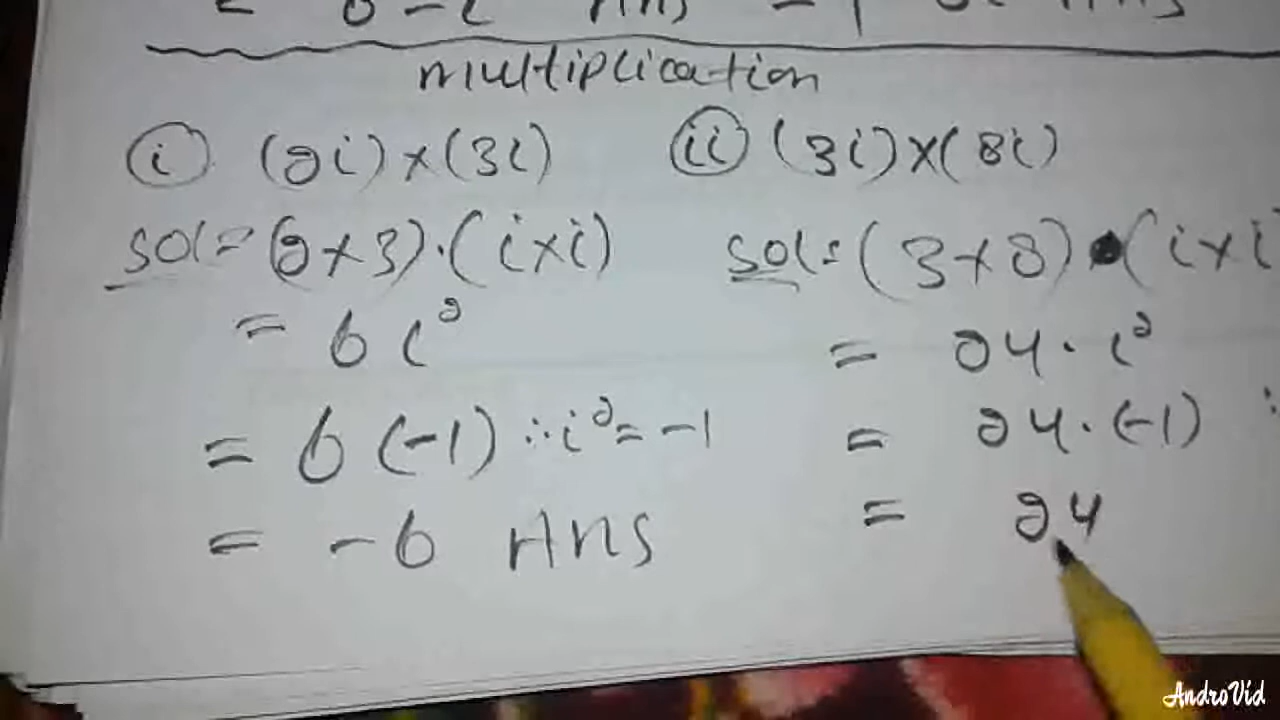 multiplication
(i) (2i)×(3i) (ii) (3i)×(8i)
sol= (2×3)·(i×i) sol= (3×8)·(i×i)
= 6i² = 24·i²
= 6(-1) ∵i²=-1 = 24·(-1)
= -6 Ans = 24
AndroVid